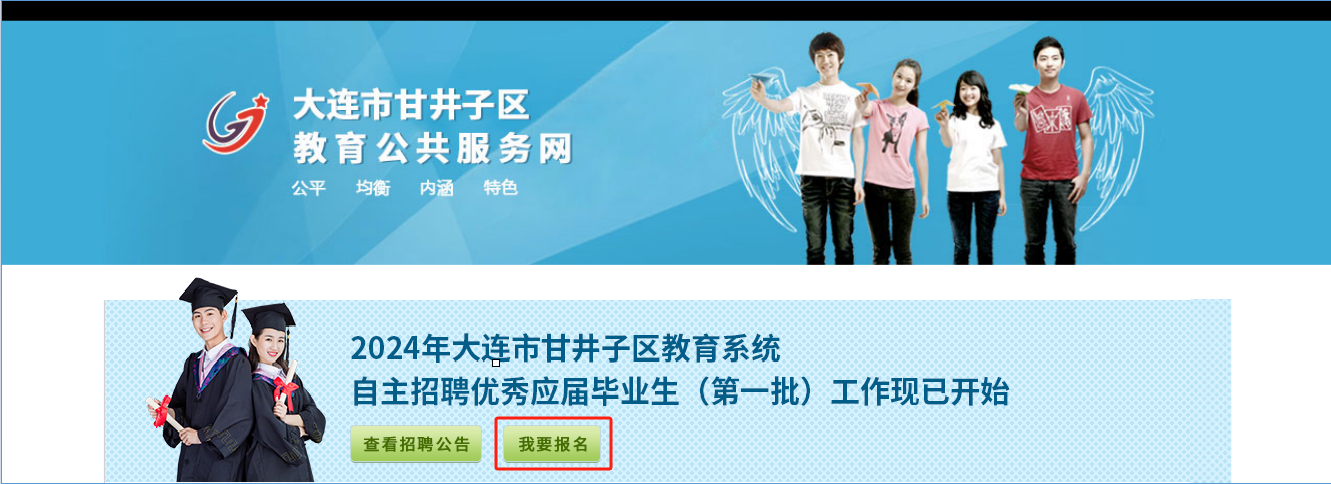 大连市甘井子区
教育公共服务网
公平 均衡 内涵 特色
2024年大连市甘井子区教育系统
自主招聘优秀应届毕业生（第一批）工作现已开始
查看招聘公告 我要报名